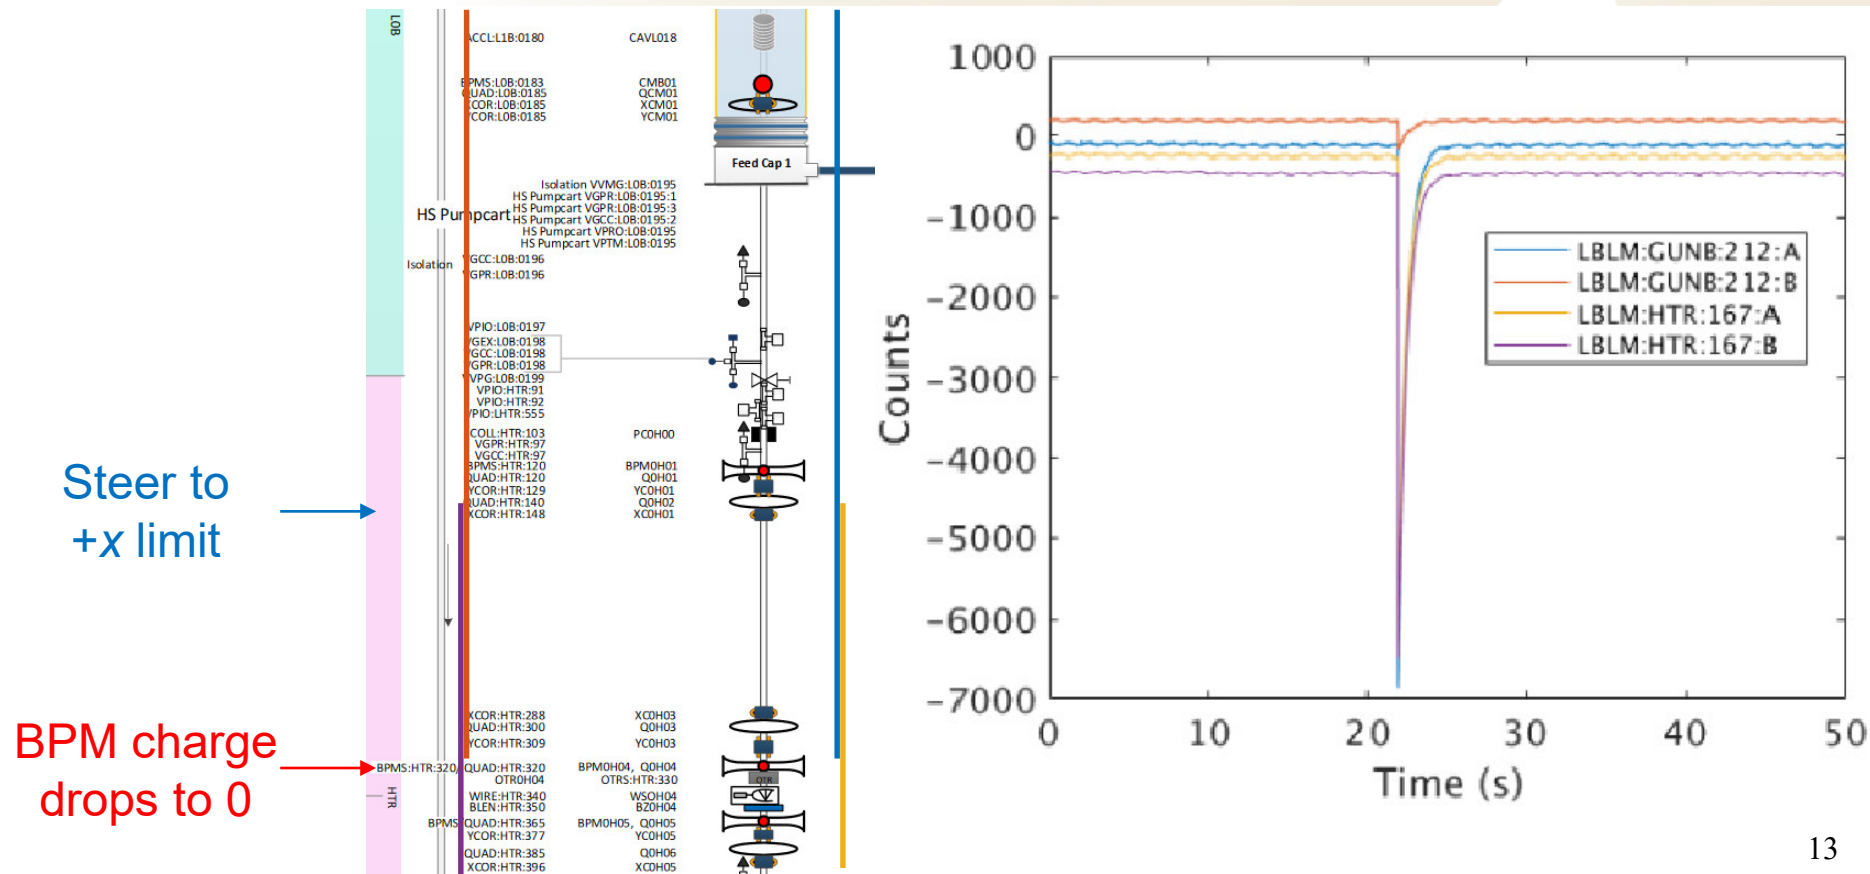 L0B
ACCL:L1B:0180 CAVL018
BPMS:L0B:0183 CMB01
QUAD:L0B:0185 QCM01
XCOR:L0B:0185 XCM01
YCOR:L0B:0185 YCM01
Feed Cap 1
Isolation VVMG:L0B:0195
HS Pumpcart VGPR:L0B:0195:1
HS Pumpcart HS Pumpcart VGPR:L0B:0195:3
HS Pumpcart VGCC:L0B:0195:2
HS Pumpcart VPRO:L0B:0195
HS Pumpcart VPTM:L0B:0195
Isolation VGCC:L0B:0196
VGPR:L0B:0196
VPIO:L0B:0197
VGEX:L0B:0198
VGCC:L0B:0198
VGPR:L0B:0198
VVPG:L0B:0199
VPIO:HTR:91
VPIO:HTR:92
VPIO:LHTR:555
COLL:HTR:103 PC0H00
VGPR:HTR:97
VGCC:HTR:97
BPMS:HTR:120 BPM0H01
QUAD:HTR:120 Q0H01
YCOR:HTR:129 YC0H01
QUAD:HTR:140 Q0H02
XCOR:HTR:148 XC0H01
Steer to
+x limit
XCOR:HTR:288 XC0H03
QUAD:HTR:300 Q0H03
YCOR:HTR:309 YC0H03
BPMS:HTR:320/QUAD:HTR:320 BPM0H04, Q0H04
OTR0H04 OTRS:HTR:330
OTR
WIRE:HTR:340 WS0H04
BLEN:HTR:350 BZ0H04
BPMS/QUAD:HTR:365 BPM0H05, Q0H05
YCOR:HTR:377 YC0H05
QUAD:HTR:385 Q0H06
XCOR:HTR:396 XC0H05
HTR
BPM charge
drops to 0
1000
0
−1000
−2000
−3000
−4000
−5000
−6000
−7000
Counts
LBLM:GUNB:212:A
LBLM:GUNB:212:B
LBLM:HTR:167:A
LBLM:HTR:167:B
0 10 20 30 40 50
Time (s)
13